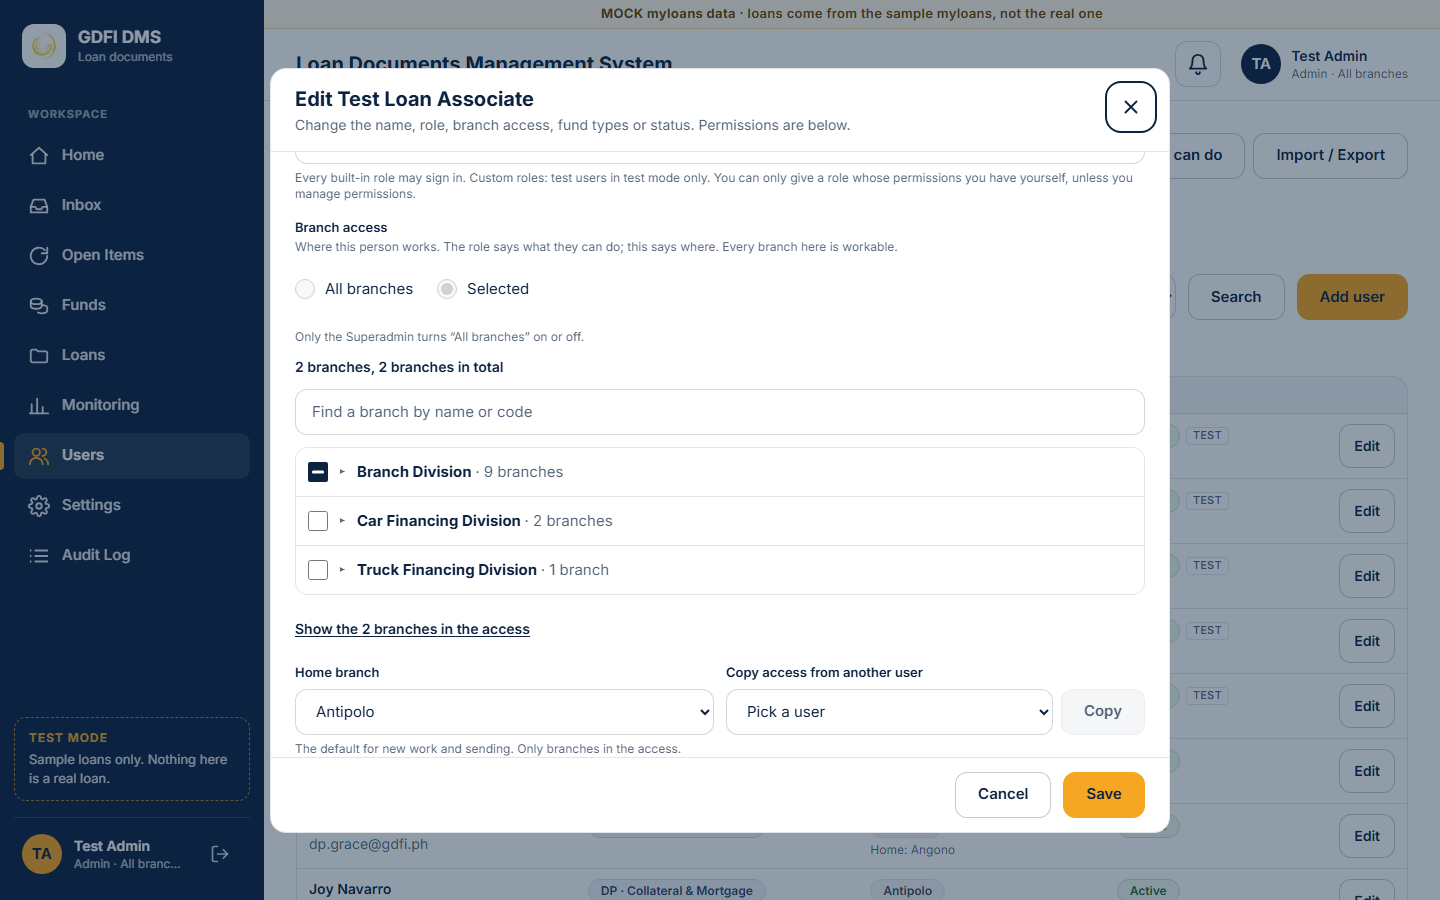 MOCK myloans data · loans come from the sample myloans, not the real one
GDFI DMS
Loan documents
WORKSPACE
Home
Inbox
Open Items
Funds
Loans
Monitoring
Users
Settings
Audit Log
TEST MODE
Sample loans only. Nothing here
is a real loan.
TA
Test Admin
Admin · All branc...
Loan Documents Management System
TA
Test Admin
Admin · All branches
can do
Import / Export
Search
Add user
Edit Test Loan Associate
Change the name, role, branch access, fund types or status. Permissions are below.
Every built-in role may sign in. Custom roles: test users in test mode only. You can only give a role whose permissions you have yourself, unless you
manage permissions.
Branch access
Where this person works. The role says what they can do; this says where. Every branch here is workable.
All branches
Selected
Only the Superadmin turns “All branches” on or off.
2 branches, 2 branches in total
Find a branch by name or code
Branch Division · 9 branches
Car Financing Division · 2 branches
Truck Financing Division · 1 branch
Show the 2 branches in the access
Home branch
Copy access from another user
Antipolo
Pick a user
Copy
The default for new work and sending. Only branches in the access.
Cancel
Save
TEST
Edit
TEST
Edit
TEST
Edit
TEST
Edit
TEST
Edit
Edit
dp.grace@gdfi.ph
Home: Angono
Edit
Joy Navarro
DP · Collateral & Mortgage
Antipolo
Active
Edit